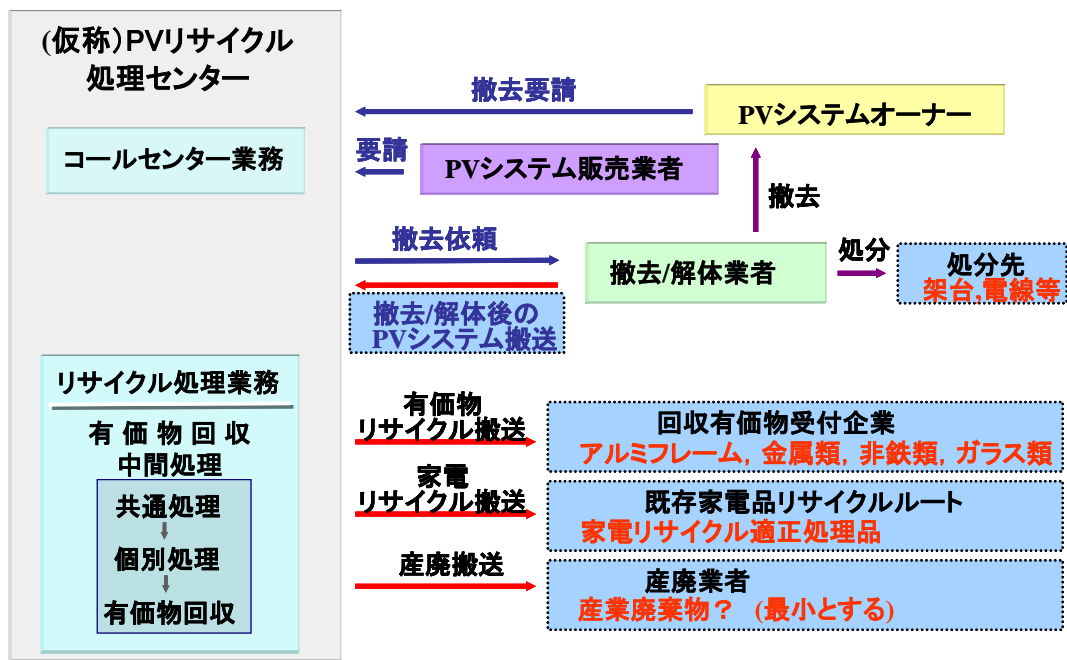 (仮称)PVリサイクル
処理センター
撤去要請
PVシステムオーナー
コールセンター業務
要請
PVシステム販売業者
撤去
撤去依頼
撤去/解体業者
処分
処分先
架台,電線等
撤去/解体後の
PVシステム搬送
リサイクル処理業務
有価物回収
中間処理
共通処理
個別処理
有価物回収
有価物
リサイクル搬送
回収有価物受付企業
アルミフレーム, 金属類, 非鉄類, ガラス類
家電
リサイクル搬送
既存家電品リサイクルルート
家電リサイクル適正処理品
産廃搬送
産廃業者
産業廃棄物? (最小とする)